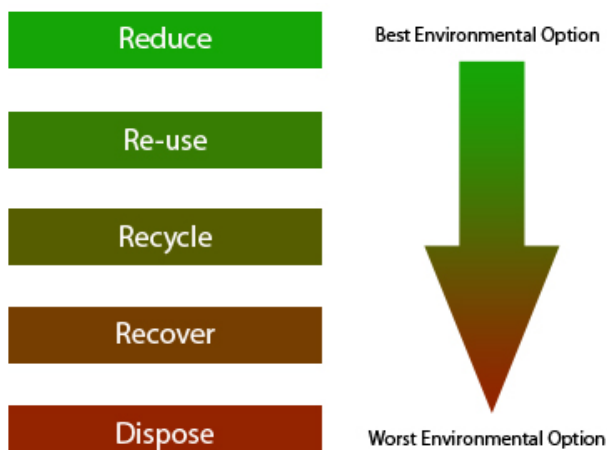 Reduce
Best Environmental Option
Re-use
Recycle
Recover
Dispose
Worst Environmental Option